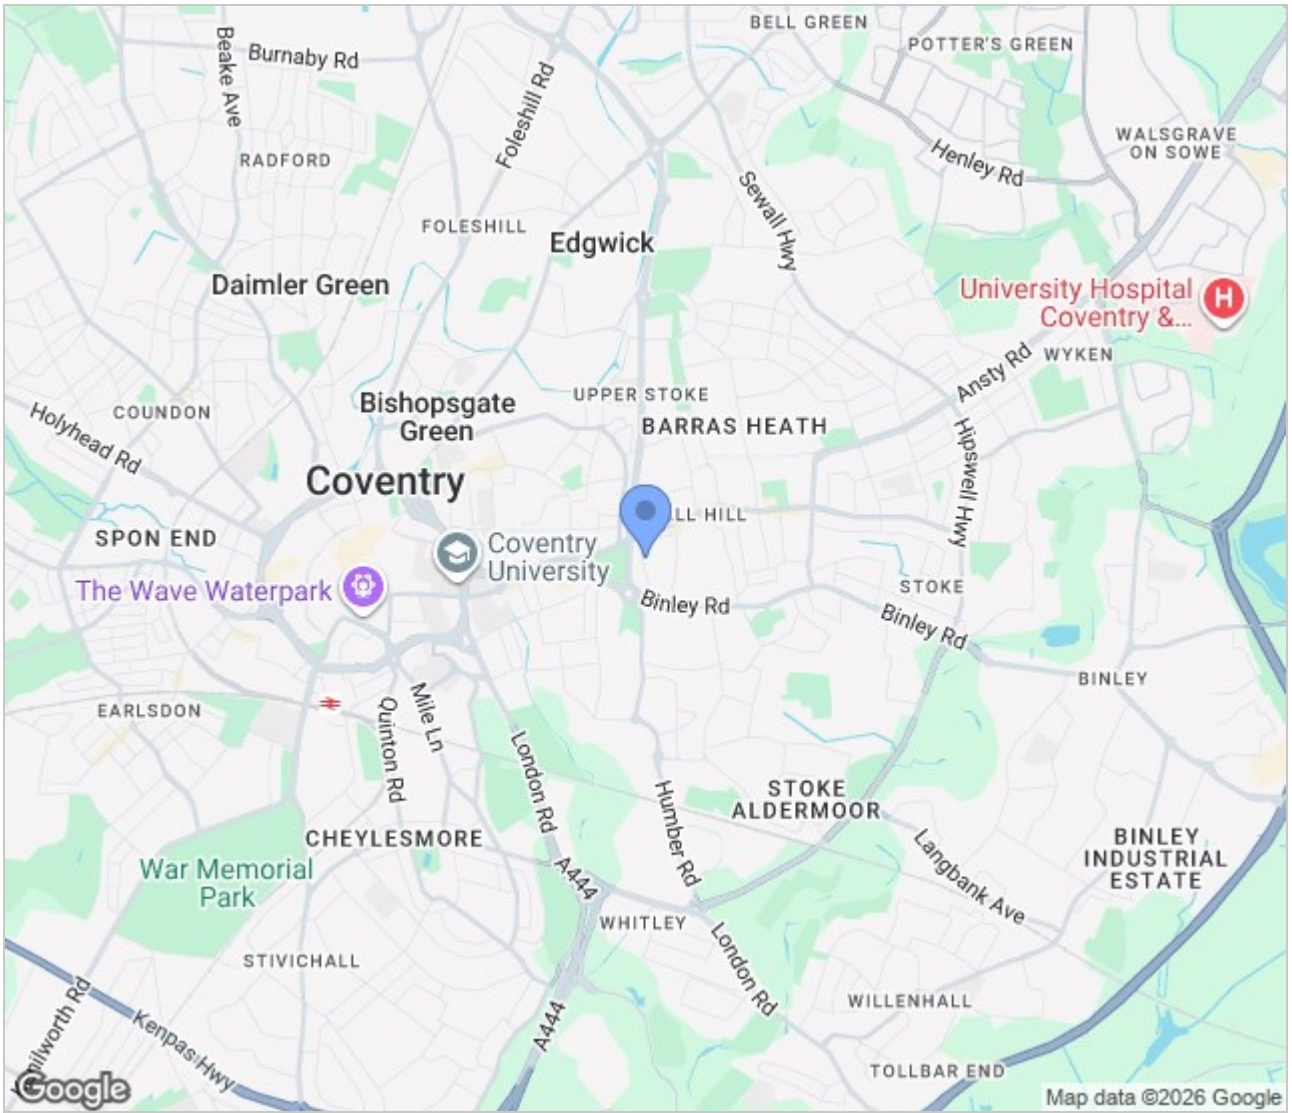 BELL GREEN
POTTER'S GREEN
Beake Ave
Burnaby Rd
Foleshill Rd
WALSGRAVE
ON SOWE
Henley Rd
RADFORD
Sewall Hwy
FOLESHILL
Edgwick
Daimler Green
University Hospital
Coventry &...
WYKEN
Ansty Rd
UPPER STOKE
Bishopsgate
Green
COUNDON
Holyhead Rd
BARRAS HEATH
Hipswell Hwy
Coventry
LL HILL
SPON END
Coventry
University
The Wave Waterpark
STOKE
Binley Rd
Binley Rd
BINLEY
EARLSDON
Quinton Rd
Mile Ln
London Rd
STOKE
ALDERMOOR
Humber Rd
CHEYLESMORE
Langbank Ave
BINLEY
INDUSTRIAL
ESTATE
War Memorial
Park
A444
WHITLEY
London Rd
STIVICHALL
WILLENHALL
Kenpas Hwy
A444
TOLLBAR END
Google
Map data ©2026 Google